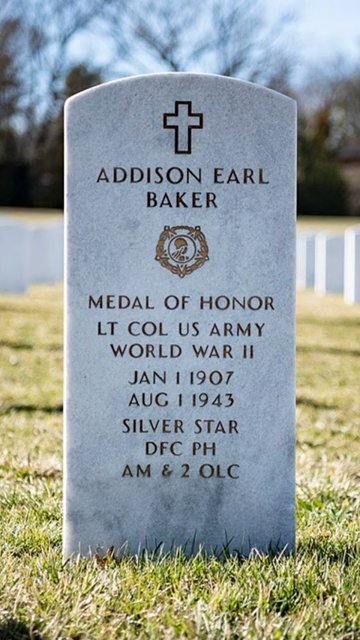 ADDISON EARL
BAKER
MEDAL OF HONOR
LT COL US ARMY
WORLD WAR II
JAN 1 1907
AUG 1 1943
SILVER STAR
DFC PH
AM & 2 OLC